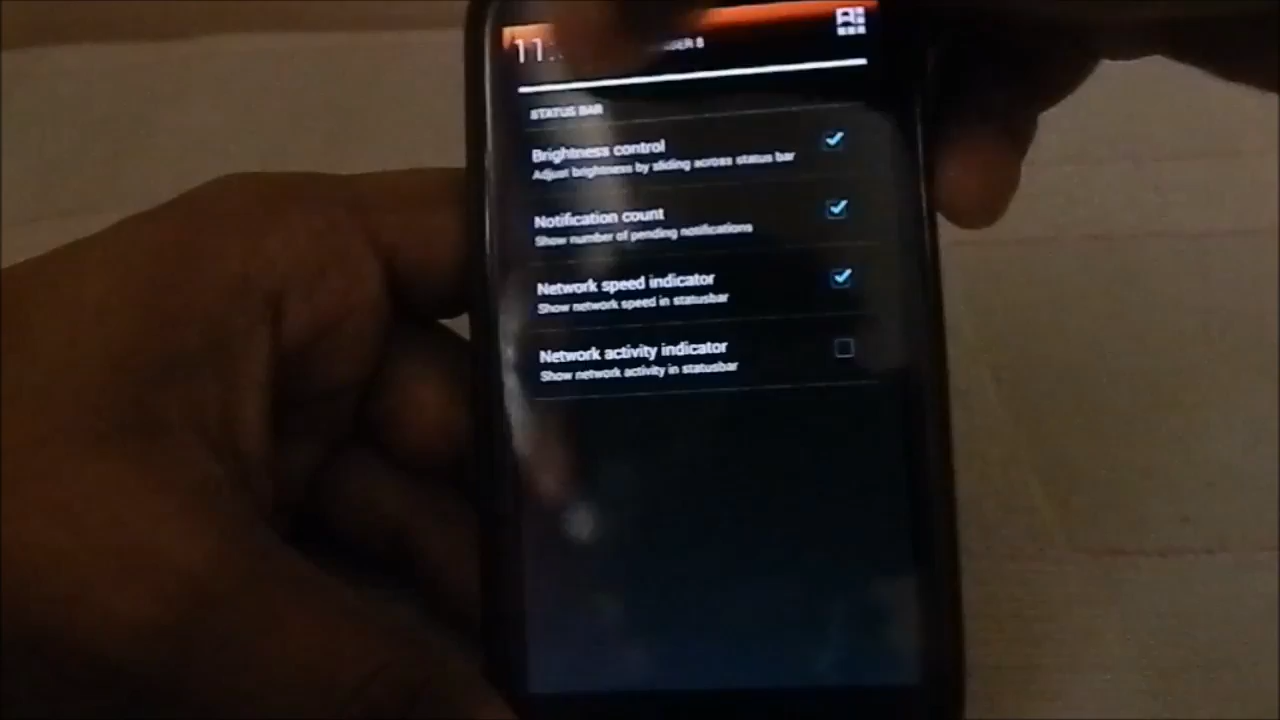 11:
STATUS BAR
Brightness control
Adjust brightness by sliding across status bar
Notification count
Show number of pending notifications
Network speed indicator
Show network speed in statusbar
Network activity indicator
Show network activity in statusbar